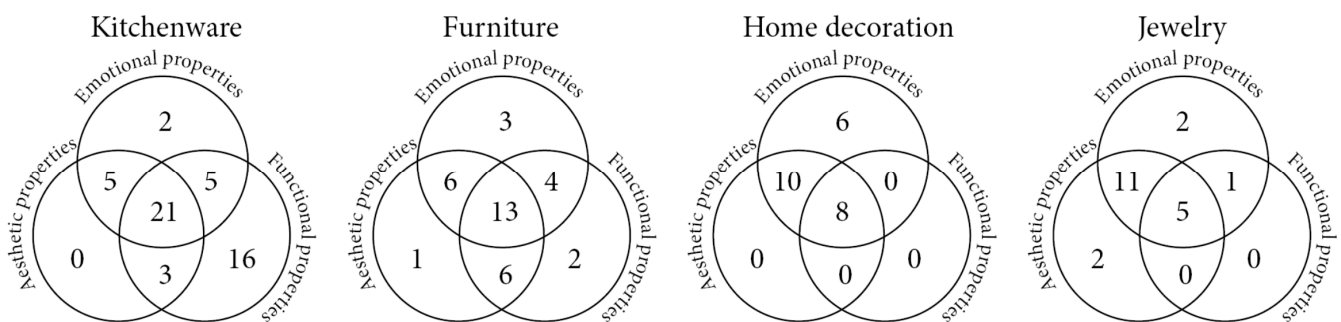 Kitchenware
Emotional properties
Aesthetic properties
Functional properties
2
5
5
21
0
16
3
Furniture
Emotional properties
Aesthetic properties
Functional properties
3
6
4
13
1
2
6
Home decoration
Emotional properties
Aesthetic properties
Functional properties
6
10
0
8
0
0
0
Jewelry
Emotional properties
Aesthetic properties
Functional properties
2
11
1
5
2
0
0